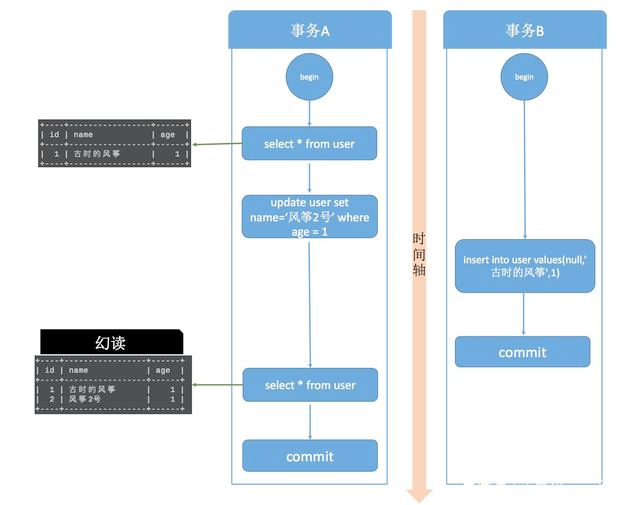 事务A
事务B
begin
begin
+----+------------------+------+
| id | name | age |
+----+------------------+------+
| 1 | 古时的风筝 | 1 |
+----+------------------+------+
select * from user
update user set
name=‘风筝2号’ where
age = 1
时间轴
insert into user values(null,’
古时的风筝',1)
幻读
commit
+----+------------------+------+
| id | name | age |
+----+------------------+------+
| 1 | 古时的风筝 | 1 |
| 2 | 风筝2号 | 1 |
+----+------------------+------+
select * from user
commit